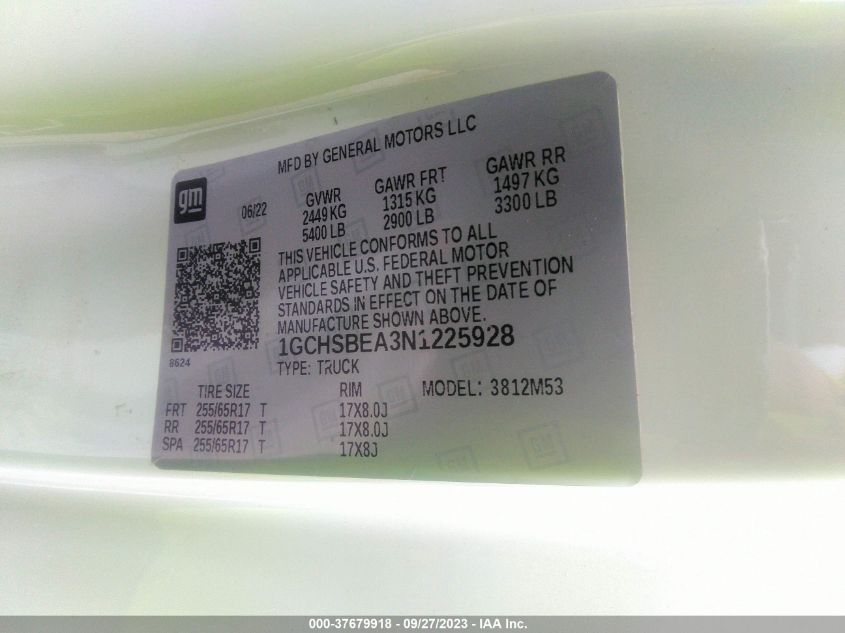 MFD BY GENERAL MOTORS LLC
gm
06/22
GVWR GAWR FRT GAWR RR
2449 KG 1315 KG 1497 KG
5400 LB 2900 LB 3300 LB
THIS VEHICLE CONFORMS TO ALL
APPLICABLE U.S. FEDERAL MOTOR
VEHICLE SAFETY AND THEFT PREVENTION
STANDARDS IN EFFECT ON THE DATE OF
MANUFACTURE SHOWN ABOVE.
1GCHSBEA3N1225928
8624
TYPE: TRUCK
TIRE SIZE RIM MODEL: 3812M53
FRT 255/65R17 T 17X8.0J
RR 255/65R17 T 17X8.0J
SPA 255/65R17 T 17X8J
000-37679918 - 09/27/2023 - IAA Inc.